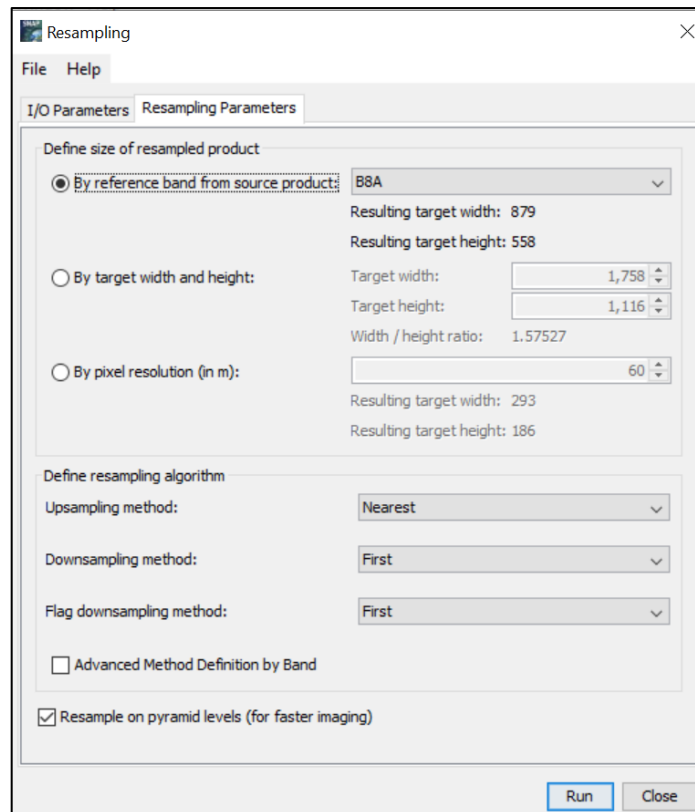 SNAP
Resampling
File Help
I/O Parameters Resampling Parameters
Define size of resampled product
By reference band from source product: B8A
Resulting target width: 879
Resulting target height: 558
By target width and height: Target width: 1,758
Target height: 1,116
Width / height ratio: 1.57527
By pixel resolution (in m): 60
Resulting target width: 293
Resulting target height: 186
Define resampling algorithm
Upsampling method: Nearest
Downsampling method: First
Flag downsampling method: First
Advanced Method Definition by Band
Resample on pyramid levels (for faster imaging)
Run Close